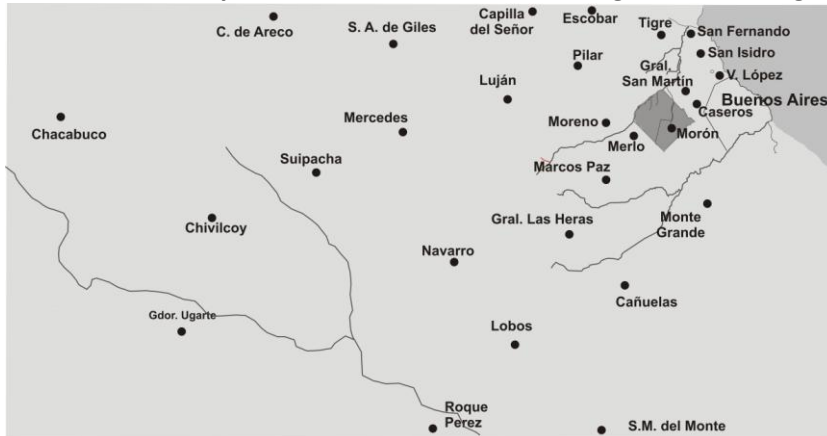 C. de Areco
S. A. de Giles
Capilla
del Señor
Escobar
Tigre
San Fernando
San Isidro
Pilar
Gral.
San Martín
V. López
Luján
Buenos Aires
Caseros
Chacabuco
Mercedes
Moreno
Morón
Merlo
Suipacha
Marcos Paz
Chivilcoy
Gral. Las Heras
Monte
Grande
Navarro
Cañuelas
Gdor. Ugarte
Lobos
Roque
Perez
S.M. del Monte